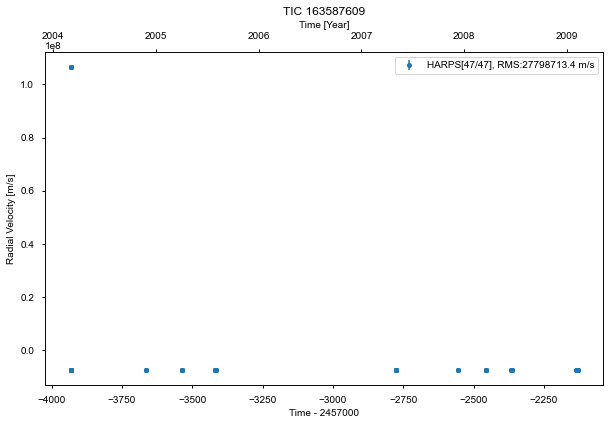 TIC 163587609
Time [Year]
2004 2005 2006 2007 2008 2009
1e8
HARPS[47/47], RMS:27798713.4 m/s
1.0
0.8
0.6
0.4
0.2
0.0
Radial Velocity [m/s]
−4000 −3750 −3500 −3250 −3000 −2750 −2500 −2250
Time - 2457000